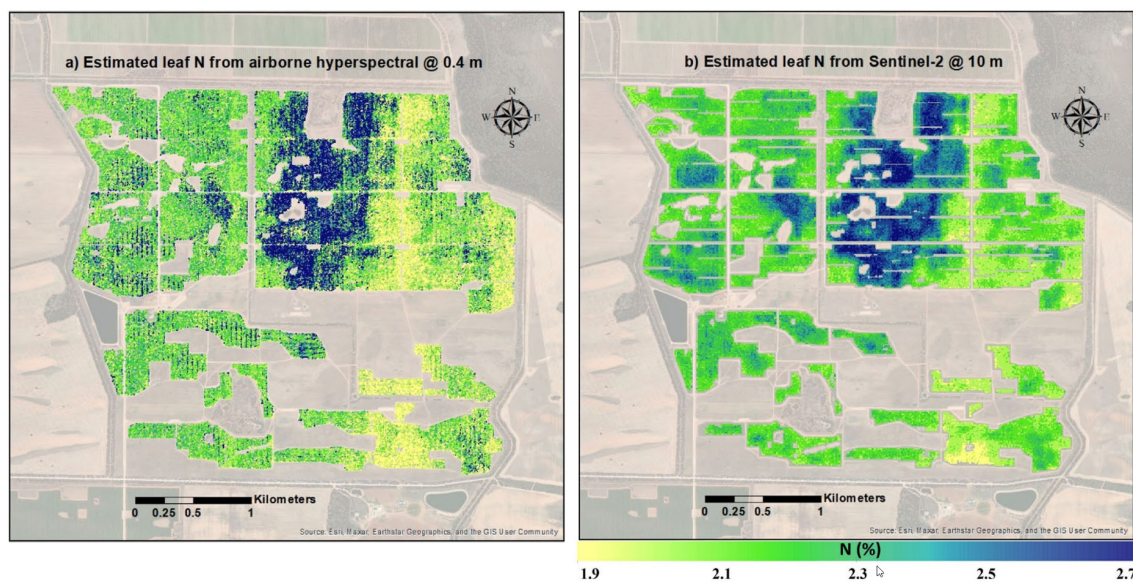 a) Estimated leaf N from airborne hyperspectral @ 0.4 m
N
W E
S
Kilometers
0 0.25 0.5 1
Source: Esri, Maxar, Earthstar Geographics, and the GIS User Community
b) Estimated leaf N from Sentinel-2 @ 10 m
N
W E
S
Kilometers
0 0.25 0.5 1
Source: Esri, Maxar, Earthstar Geographics, and the GIS User Community
N (%)
1.9 2.1 2.3 2.5 2.7